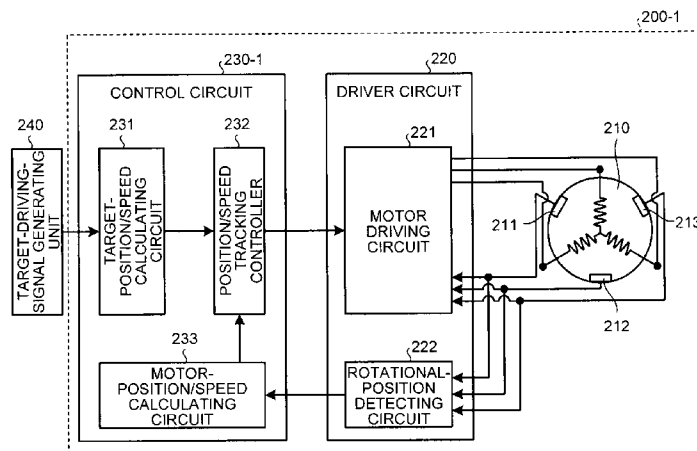 200-1
230-1
220
CONTROL CIRCUIT
DRIVER CIRCUIT
240
231
232
221
210
TARGET-DRIVING-
SIGNAL GENERATING
UNIT
TARGET-
POSITION/SPEED
CALCULATING
CIRCUIT
POSITION/SPEED
TRACKING
CONTROLLER
MOTOR
DRIVING
CIRCUIT
211
213
212
233
222
MOTOR-
POSITION/SPEED
CALCULATING
CIRCUIT
ROTATIONAL-
POSITION
DETECTING
CIRCUIT